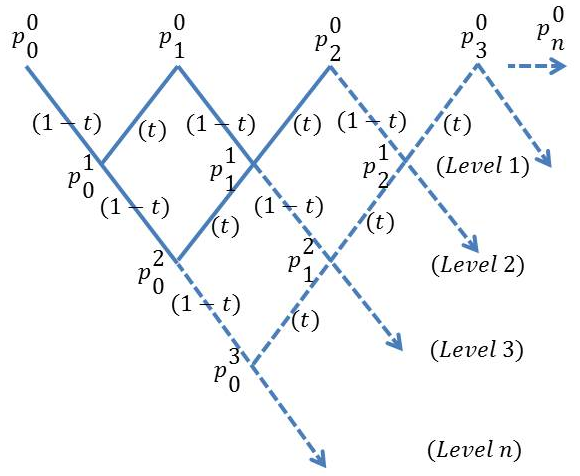 p_0^0 p_1^0 p_2^0 p_3^0 p_n^0
(1 − t) (t) (1 − t) (t) (1 − t) (t)
p_0^1 p_1^1 p_2^1 (Level 1)
(1 − t) (t) (1 − t) (t)
p_0^2 p_1^2 (Level 2)
(1 − t) (t)
p_0^3 (Level 3)
(Level n)